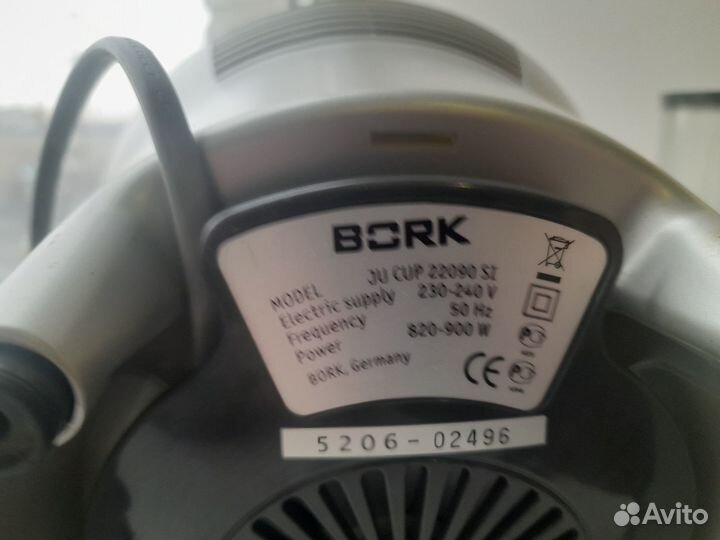 BORK
MODEL JU CUP 22090 SI
Electric supply 230-240 V
Frequency 50 Hz
Power 820-900 W
BORK, Germany
CE
5206-02496
Avito